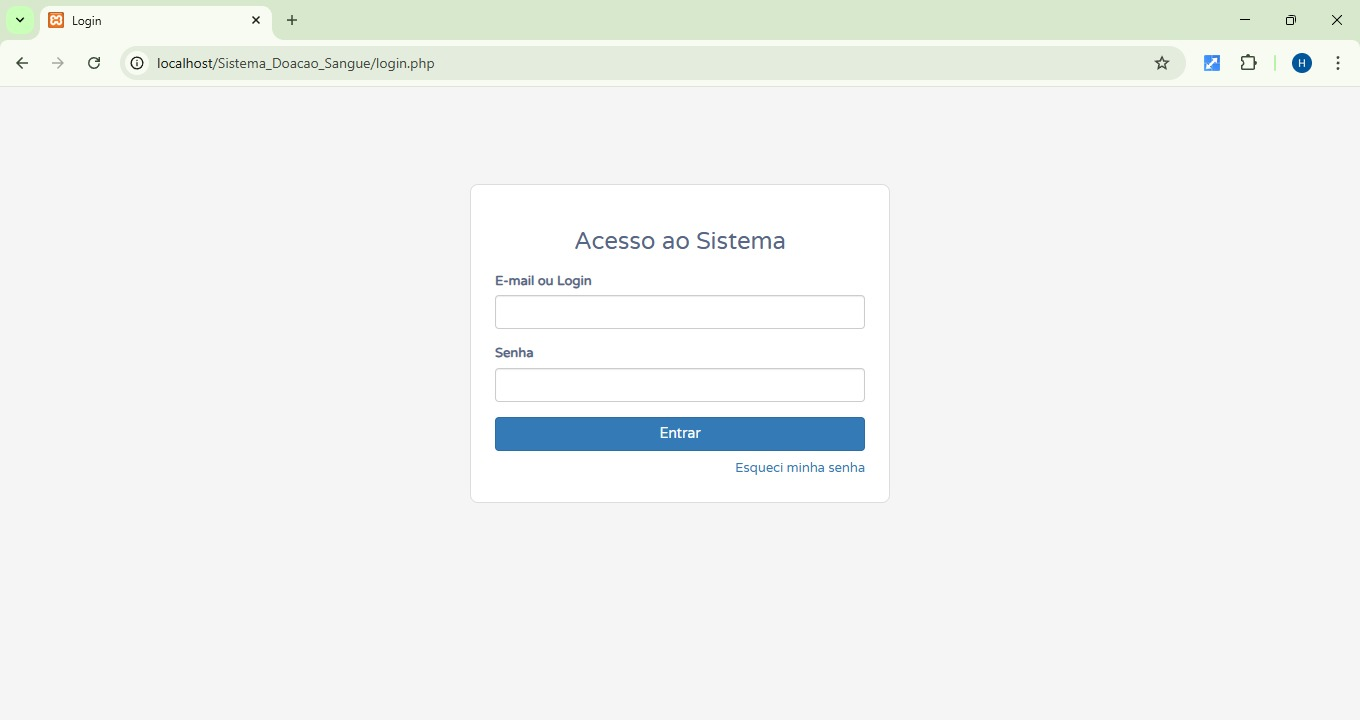 Login
localhost/Sistema_Doacao_Sangue/login.php
H
Acesso ao Sistema
E-mail ou Login
Senha
Entrar
Esqueci minha senha